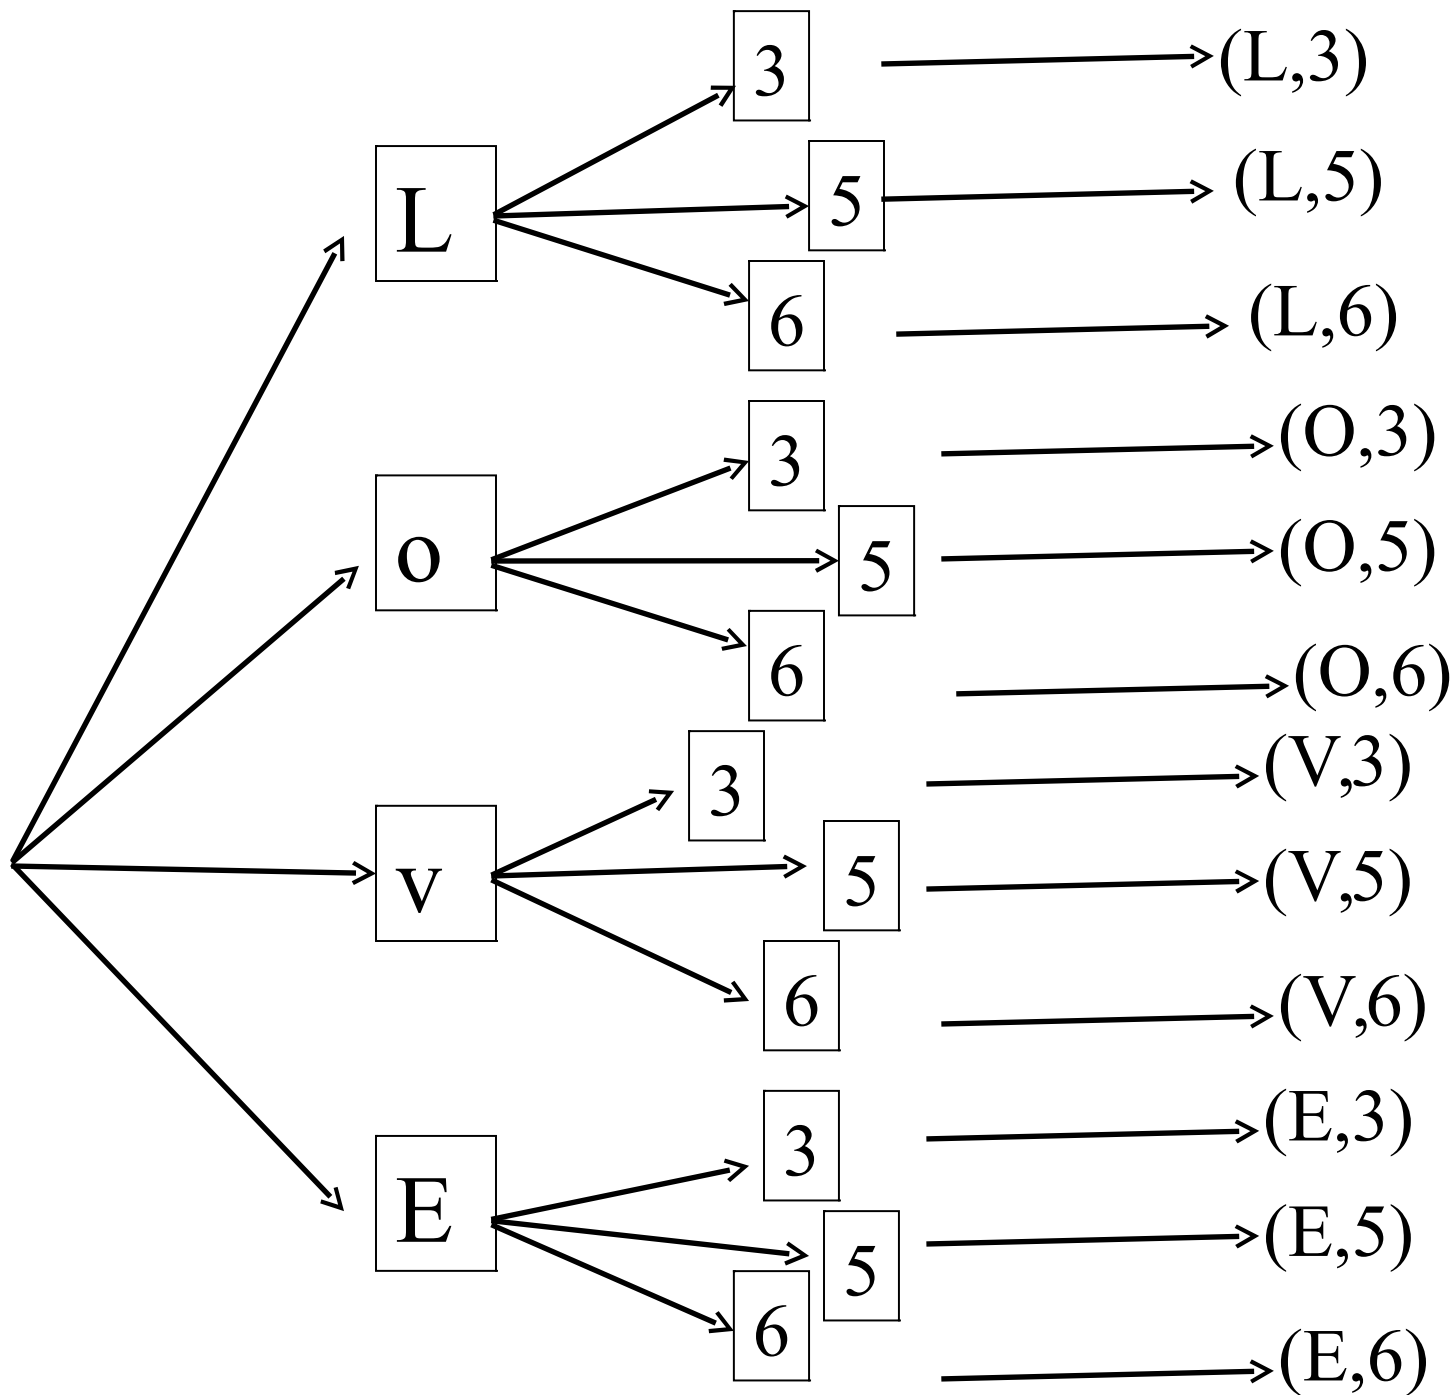 3 (L,3)
L 5 (L,5)
6 (L,6)
3 (O,3)
o 5 (O,5)
6 (O,6)
3 (V,3)
v 5 (V,5)
6 (V,6)
3 (E,3)
E 5 (E,5)
6 (E,6)